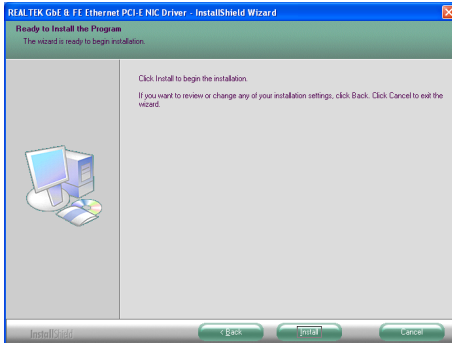 REALTEK GbE & FE Ethernet PCI-E NIC Driver - InstallShield Wizard
Ready to Install the Program
The wizard is ready to begin installation.
Click Install to begin the installation.
If you want to review or change any of your installation settings, click Back. Click Cancel to exit the
wizard.
InstallShield
< Back
Install
Cancel